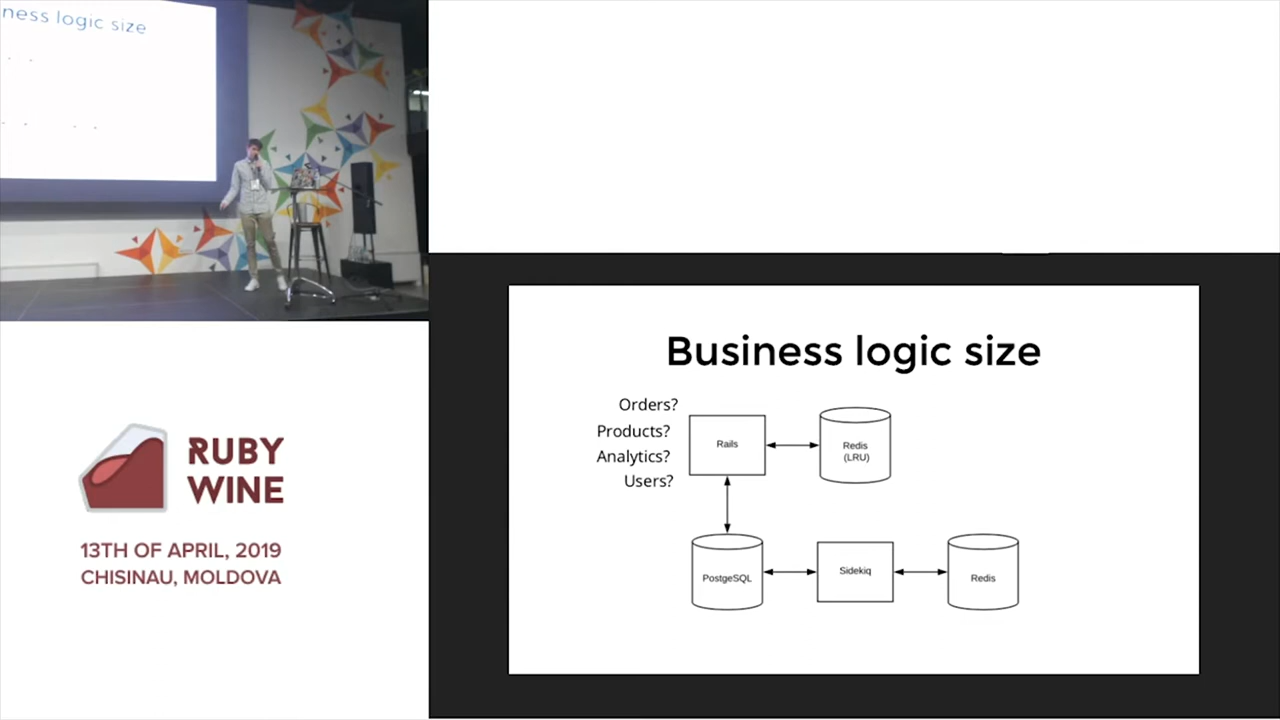 ness logic size
RUBY
WINE
13TH OF APRIL, 2019
CHISINAU, MOLDOVA
Business logic size
Orders?
Products?
Analytics?
Users?
Rails
Redis
(LRU)
PostgeSQL
Sidekiq
Redis